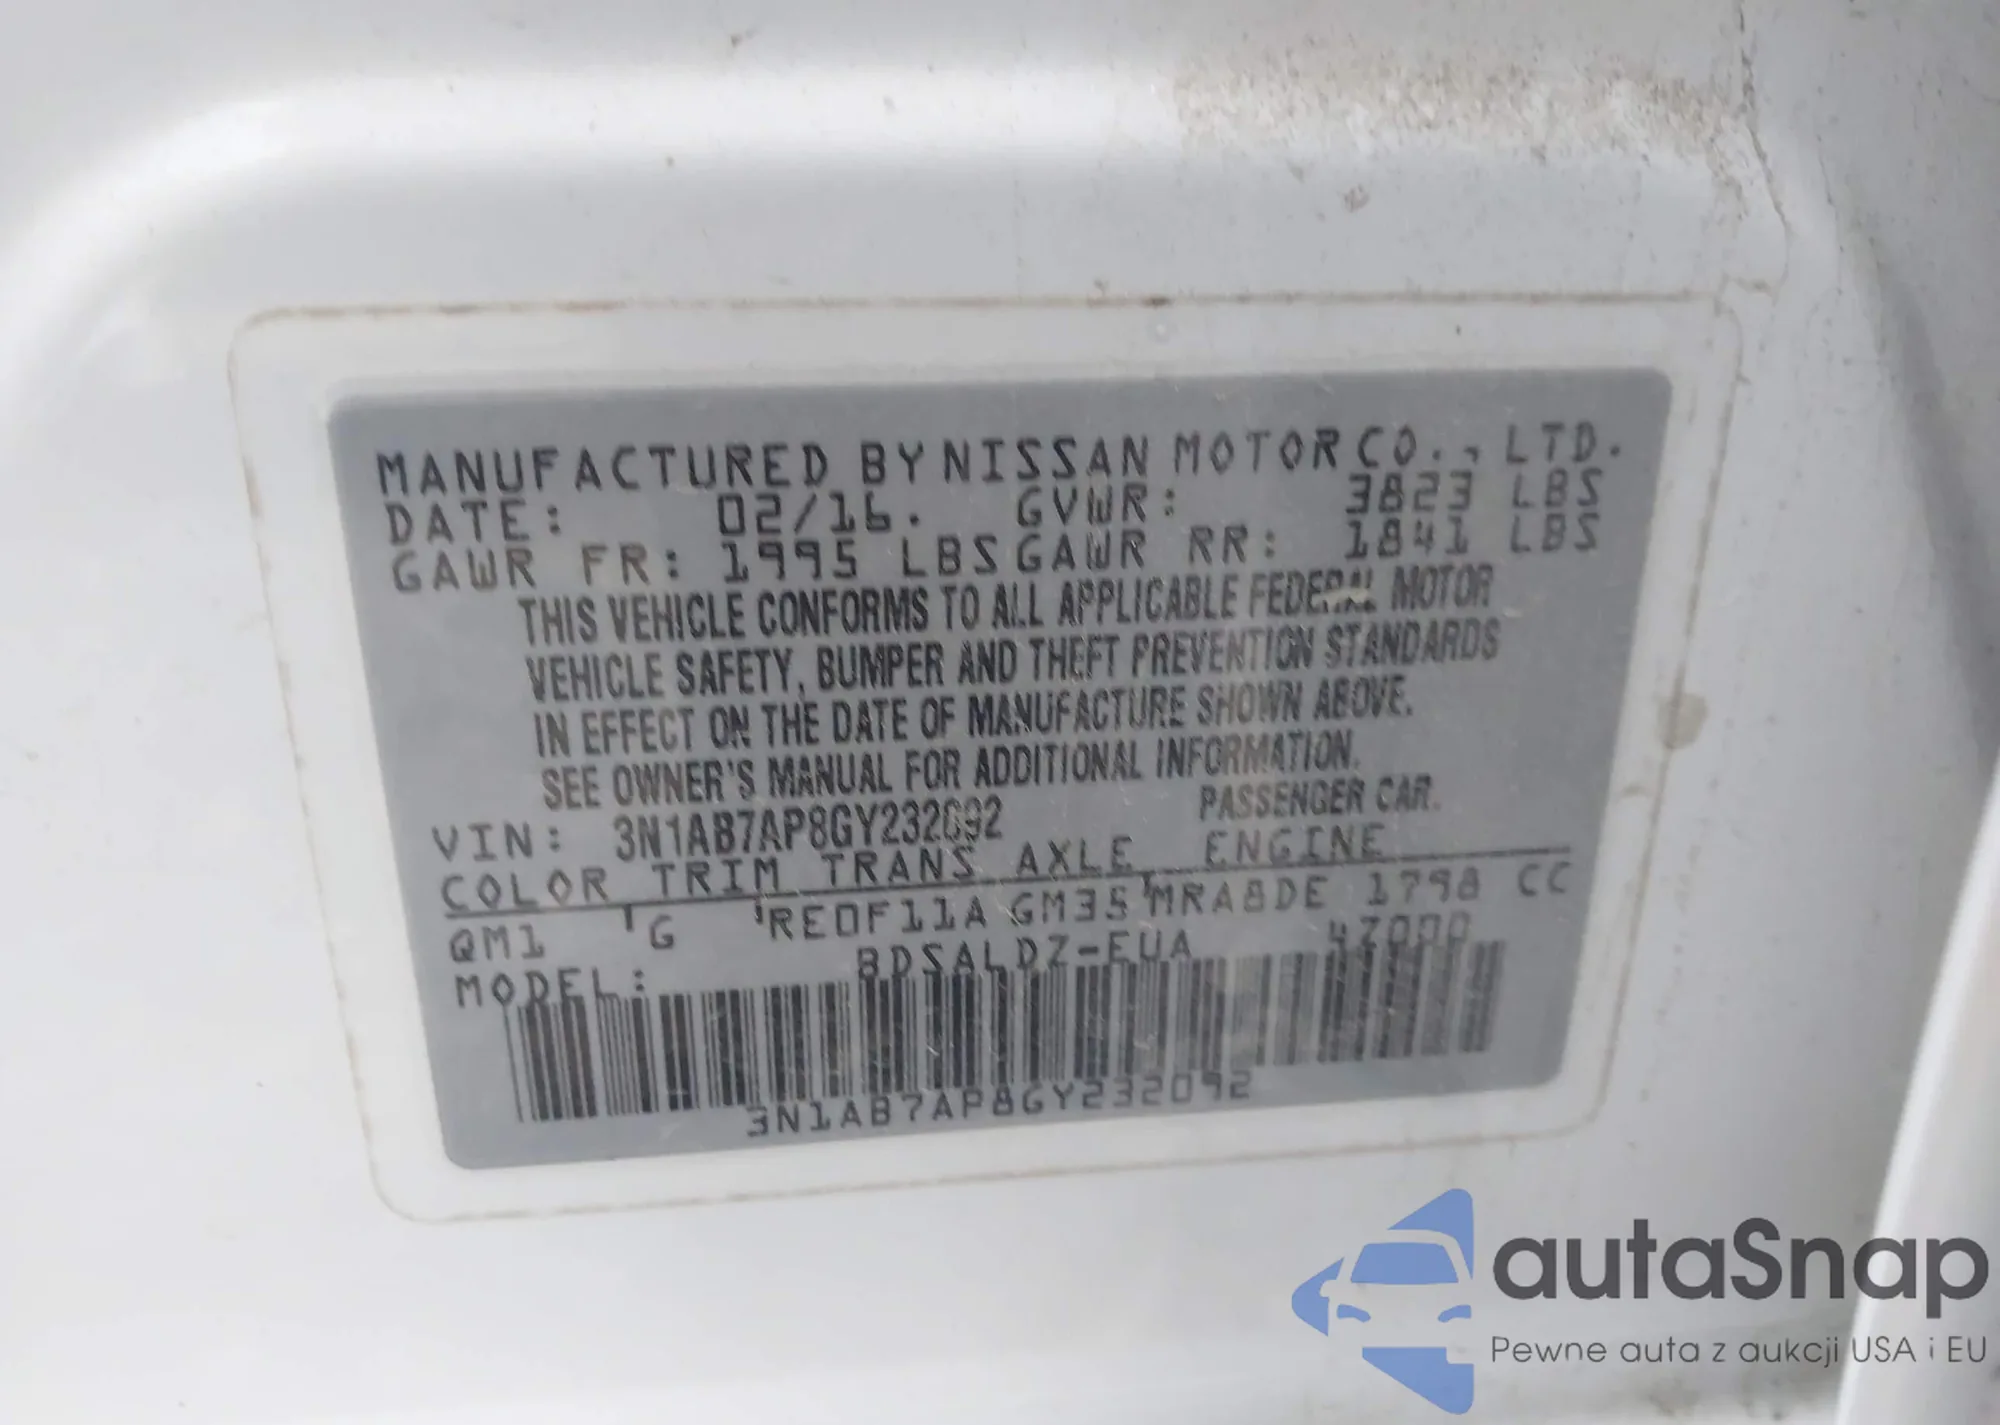 MANUFACTURED BY NISSAN MOTOR CO., LTD.
DATE: 02/16. GVWR: 3823 LBS
GAWR FR: 1995 LBS GAWR RR: 1841 LBS
THIS VEHICLE CONFORMS TO ALL APPLICABLE FEDERAL MOTOR
VEHICLE SAFETY, BUMPER AND THEFT PREVENTION STANDARDS
IN EFFECT ON THE DATE OF MANUFACTURE SHOWN ABOVE.
SEE OWNER'S MANUAL FOR ADDITIONAL INFORMATION.
VIN: 3N1AB7AP8GY232092 PASSENGER CAR.
COLOR TRIM TRANS AXLE ENGINE
QM1 G RE0F11A GM35 MRA8DE 1798 CC
MODEL: BDSALDZ-EUA 4Z000
3N1AB7AP8GY232092
autaSnap
Pewne auta z aukcji USA i EU